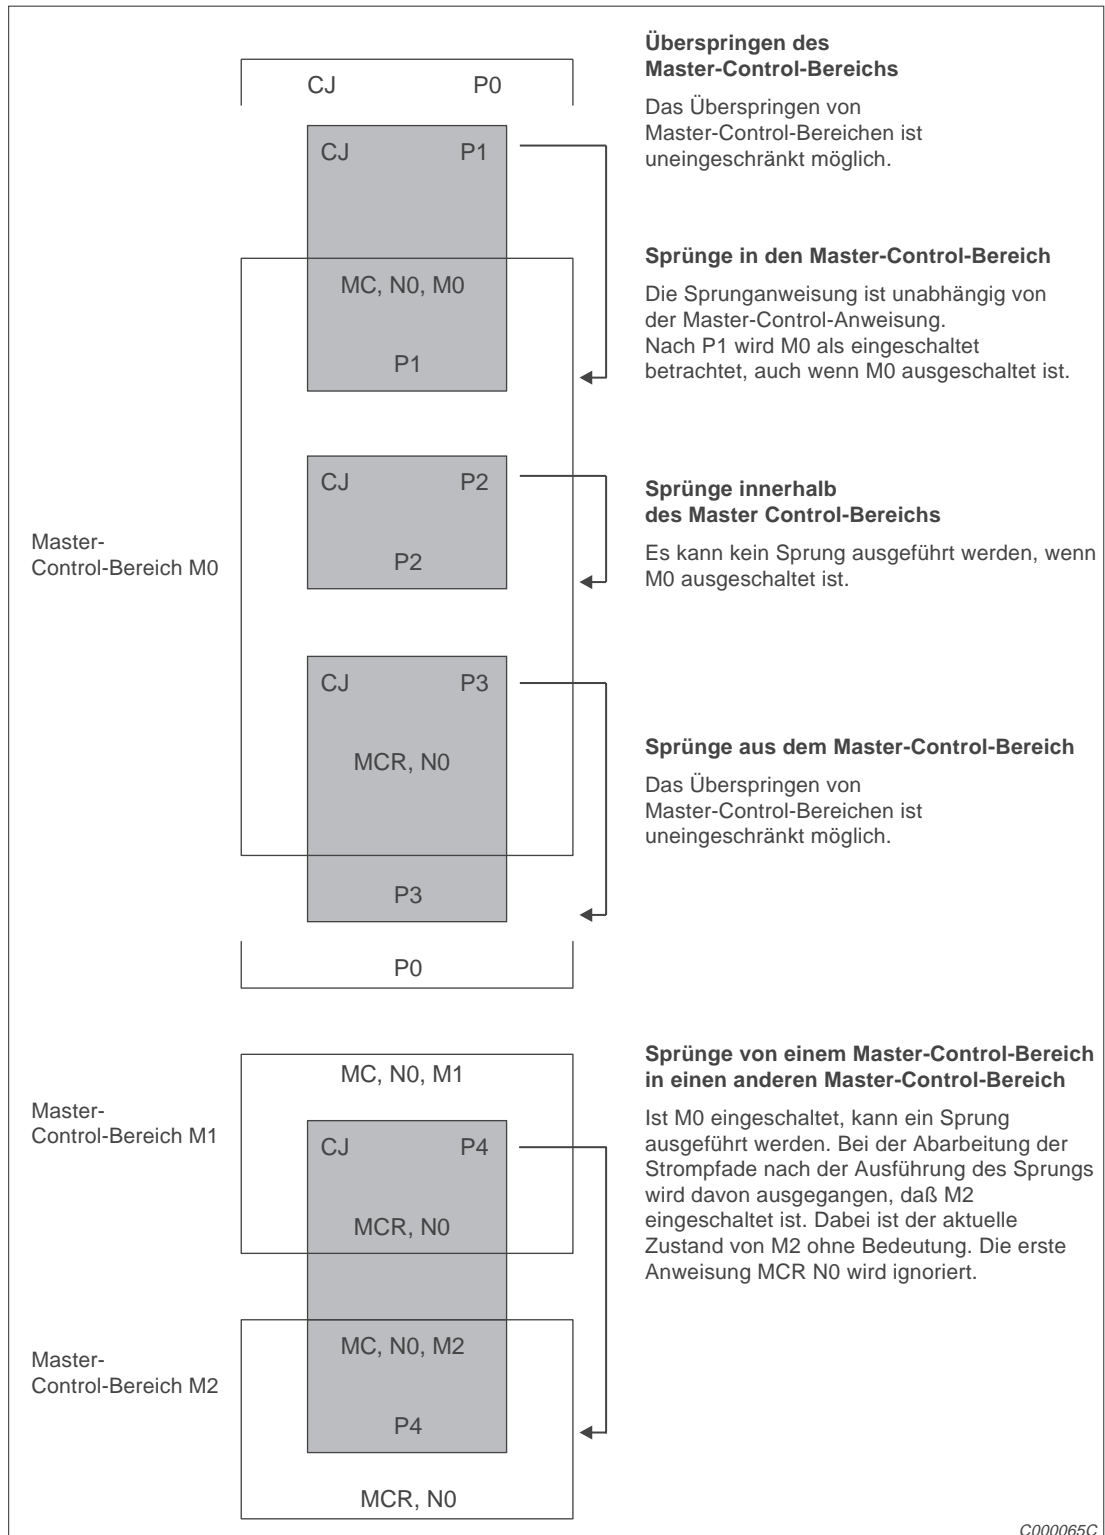 CJ P0
Überspringen des
Master-Control-Bereichs
Das Überspringen von
Master-Control-Bereichen ist
uneingeschränkt möglich.
CJ P1
MC, N0, M0
P1
Sprünge in den Master-Control-Bereich
Die Sprunganweisung ist unabhängig von
der Master-Control-Anweisung.
Nach P1 wird M0 als eingeschaltet
betrachtet, auch wenn M0 ausgeschaltet ist.
Master-
Control-Bereich M0
CJ P2
P2
Sprünge innerhalb
des Master Control-Bereichs
Es kann kein Sprung ausgeführt werden, wenn
M0 ausgeschaltet ist.
CJ P3
MCR, N0
P3
Sprünge aus dem Master-Control-Bereich
Das Überspringen von
Master-Control-Bereichen ist
uneingeschränkt möglich.
P0
MC, N0, M1
Master-
Control-Bereich M1
CJ P4
MCR, N0
Sprünge von einem Master-Control-Bereich
in einen anderen Master-Control-Bereich
Ist M0 eingeschaltet, kann ein Sprung
ausgeführt werden. Bei der Abarbeitung der
Strompfade nach der Ausführung des Sprungs
wird davon ausgegangen, daß M2
eingeschaltet ist. Dabei ist der aktuelle
Zustand von M2 ohne Bedeutung. Die erste
Anweisung MCR N0 wird ignoriert.
Master-
Control-Bereich M2
MC, N0, M2
P4
MCR, N0
C000065C